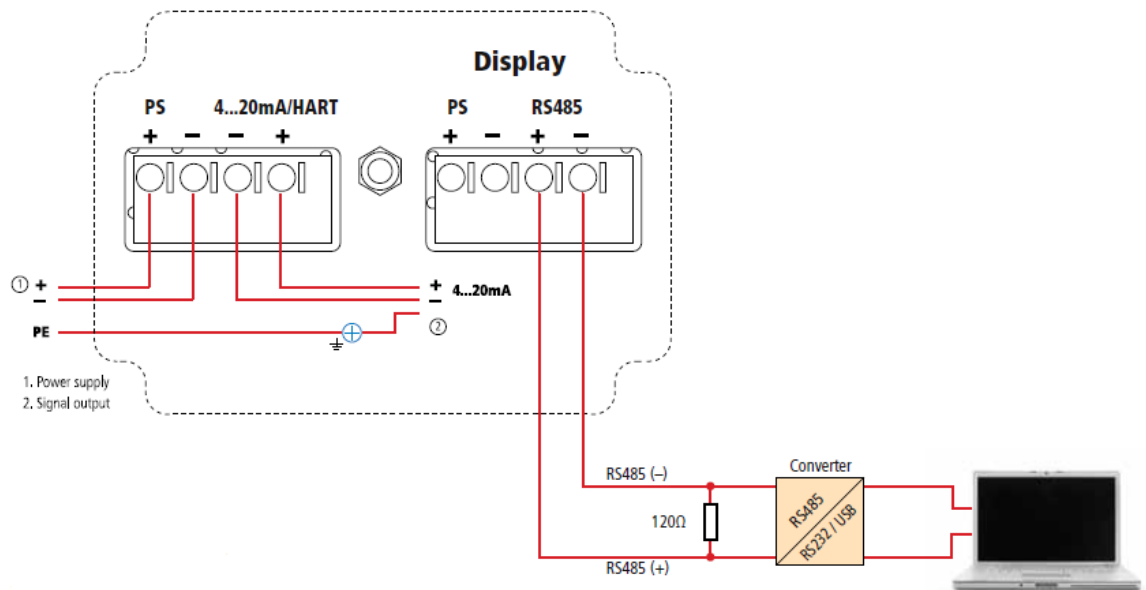 Display
PS 4...20mA/HART PS RS485
+ − − + + − + −
① +
−
+ 4...20mA
−
PE
②
1. Power supply
2. Signal output
Converter
RS485 (–)
RS485
120Ω
RS232 / USB
RS485 (+)